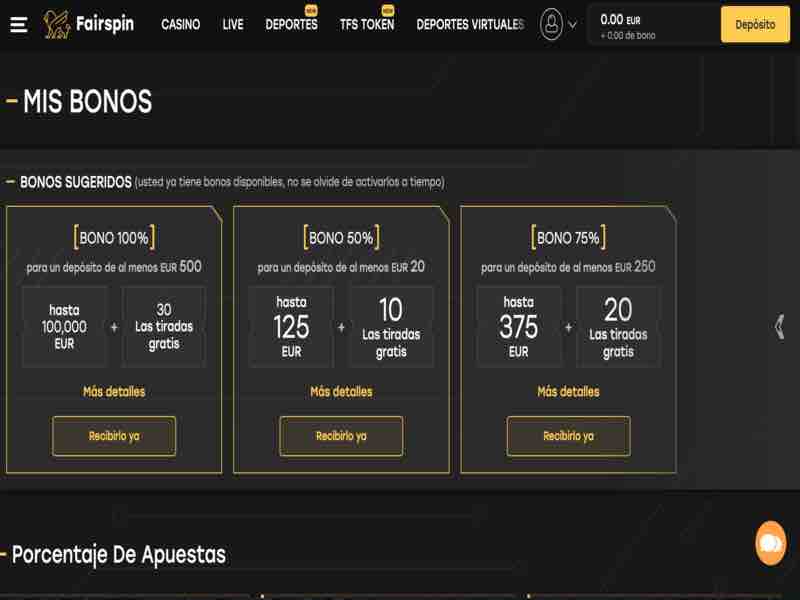 Fairspin
CASINO
LIVE
DEPORTES
NEW
TFS TOKEN
NEW
DEPORTES VIRTUALES
0.00 EUR
+ 0.00 de bono
Depósito
MIS BONOS
BONOS SUGERIDOS (usted ya tiene bonos disponibles, no se olvide de activarlos a tiempo)
[BONO 100%]
para un depósito de al menos EUR 500
hasta
100,000
EUR
+
30
Las tiradas
gratis
Más detalles
Recibirlo ya
[BONO 50%]
para un depósito de al menos EUR 20
hasta
125
EUR
+
10
Las tiradas
gratis
Más detalles
Recibirlo ya
[BONO 75%]
para un depósito de al menos EUR 250
hasta
375
EUR
+
20
Las tiradas
gratis
Más detalles
Recibirlo ya
Porcentaje De Apuestas